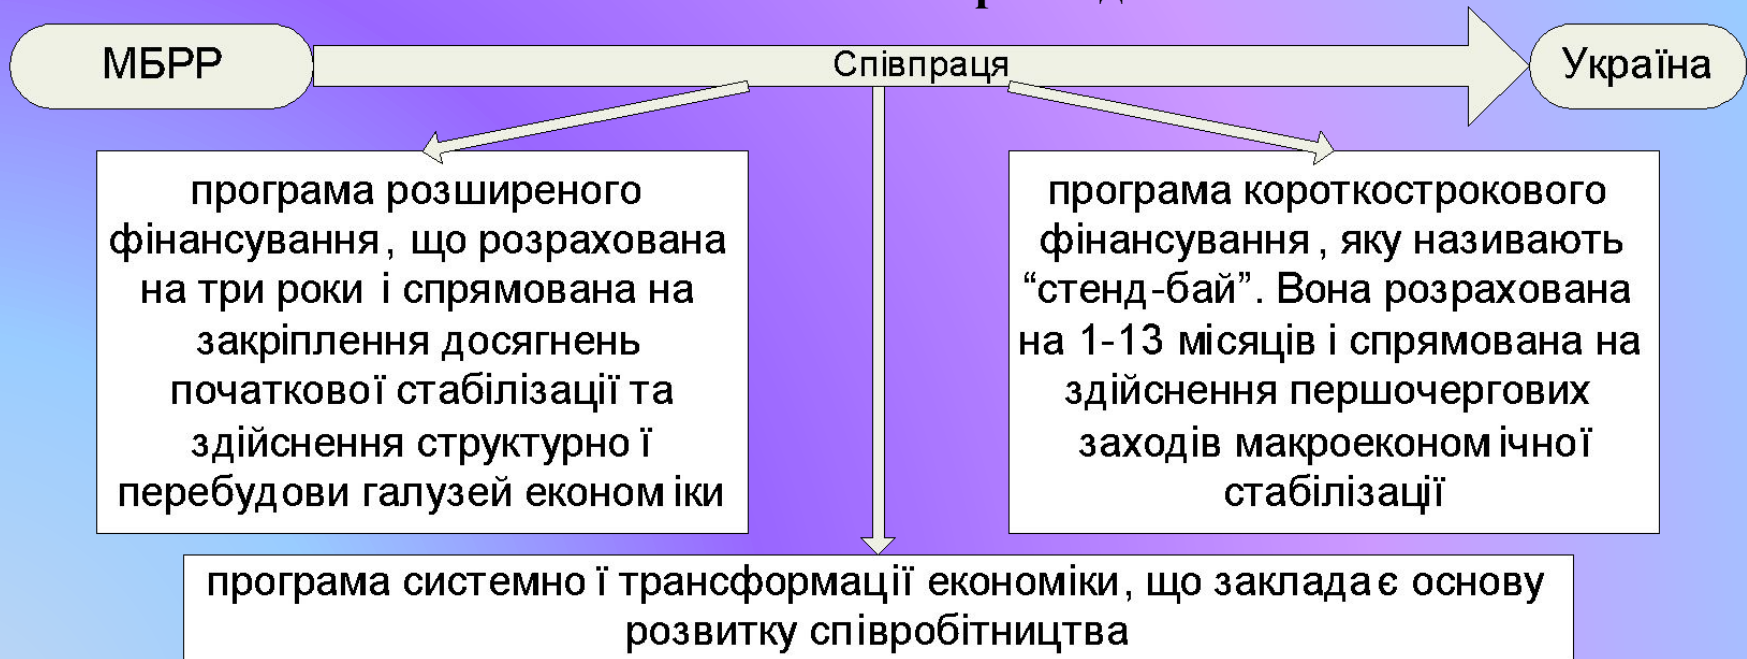 МБРР
Співпраця
Україна
програма розширеного
фінансування, що розрахована
на три роки і спрямована на
закріплення досягнень
початкової стабілізації та
здійснення структурної
перебудови галузей економіки
програма короткострокового
фінансування, яку називають
“стенд-бай”. Вона розрахована
на 1-13 місяців і спрямована на
здійснення першочергових
заходів макроекономічної
стабілізації
програма системної трансформації економіки, що закладає основу
розвитку співробітництва